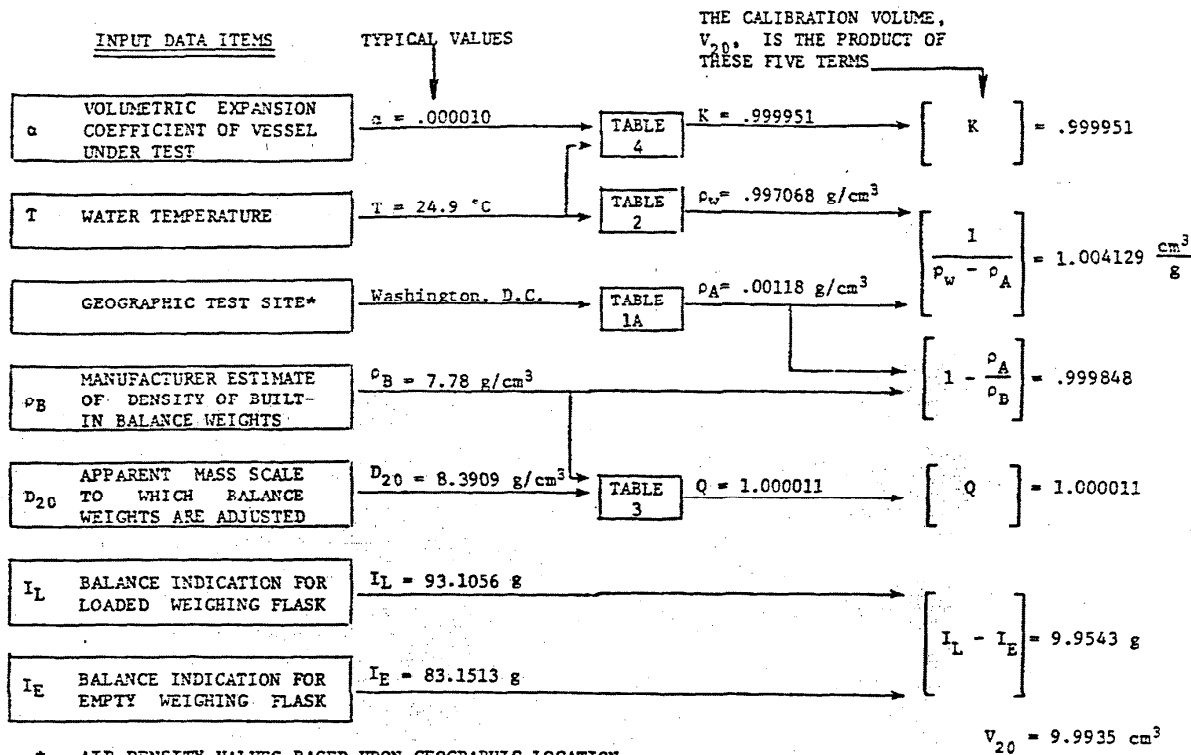 THE CALIBRATION VOLUME,
V20, IS THE PRODUCT OF
THESE FIVE TERMS
INPUT DATA ITEMS
TYPICAL VALUES
α VOLUMETRIC EXPANSION
COEFFICIENT OF VESSEL
UNDER TEST
α = .000010
TABLE
4
K = .999951
[ K ] = .999951
T WATER TEMPERATURE
T = 24.9 °C
TABLE
2
ρw= .997068 g/cm3
[ 1 / (ρw - ρA) ] = 1.004129 cm3/g
GEOGRAPHIC TEST SITE*
Washington, D.C.
TABLE
1A
ρA= .00118 g/cm3
ρB MANUFACTURER ESTIMATE
OF DENSITY OF BUILT-
IN BALANCE WEIGHTS
ρB = 7.78 g/cm3
[ 1 - ρA/ρB ] = .999848
D20 APPARENT MASS SCALE
TO WHICH BALANCE
WEIGHTS ARE ADJUSTED
D20 = 8.3909 g/cm3
TABLE
3
Q = 1.000011
[ Q ] = 1.000011
IL BALANCE INDICATION FOR
LOADED WEIGHING FLASK
IL = 93.1056 g
[ IL - IE ] = 9.9543 g
IE BALANCE INDICATION FOR
EMPTY WEIGHING FLASK
IE = 83.1513 g
V20 = 9.9935 cm3
* AIR DENSITY VALUES BASED UPON GEOGRAPHIC LOCATION